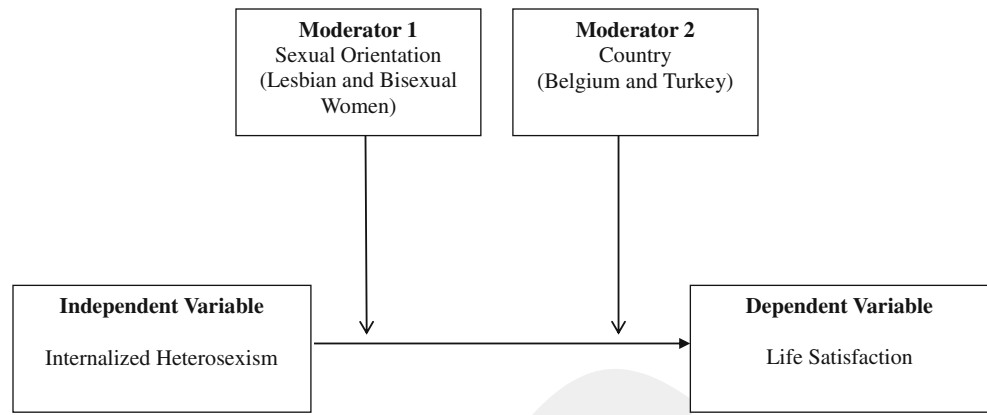 Moderator 1
Sexual Orientation
(Lesbian and Bisexual
Women)
Moderator 2
Country
(Belgium and Turkey)
Independent Variable
Internalized Heterosexism
Dependent Variable
Life Satisfaction